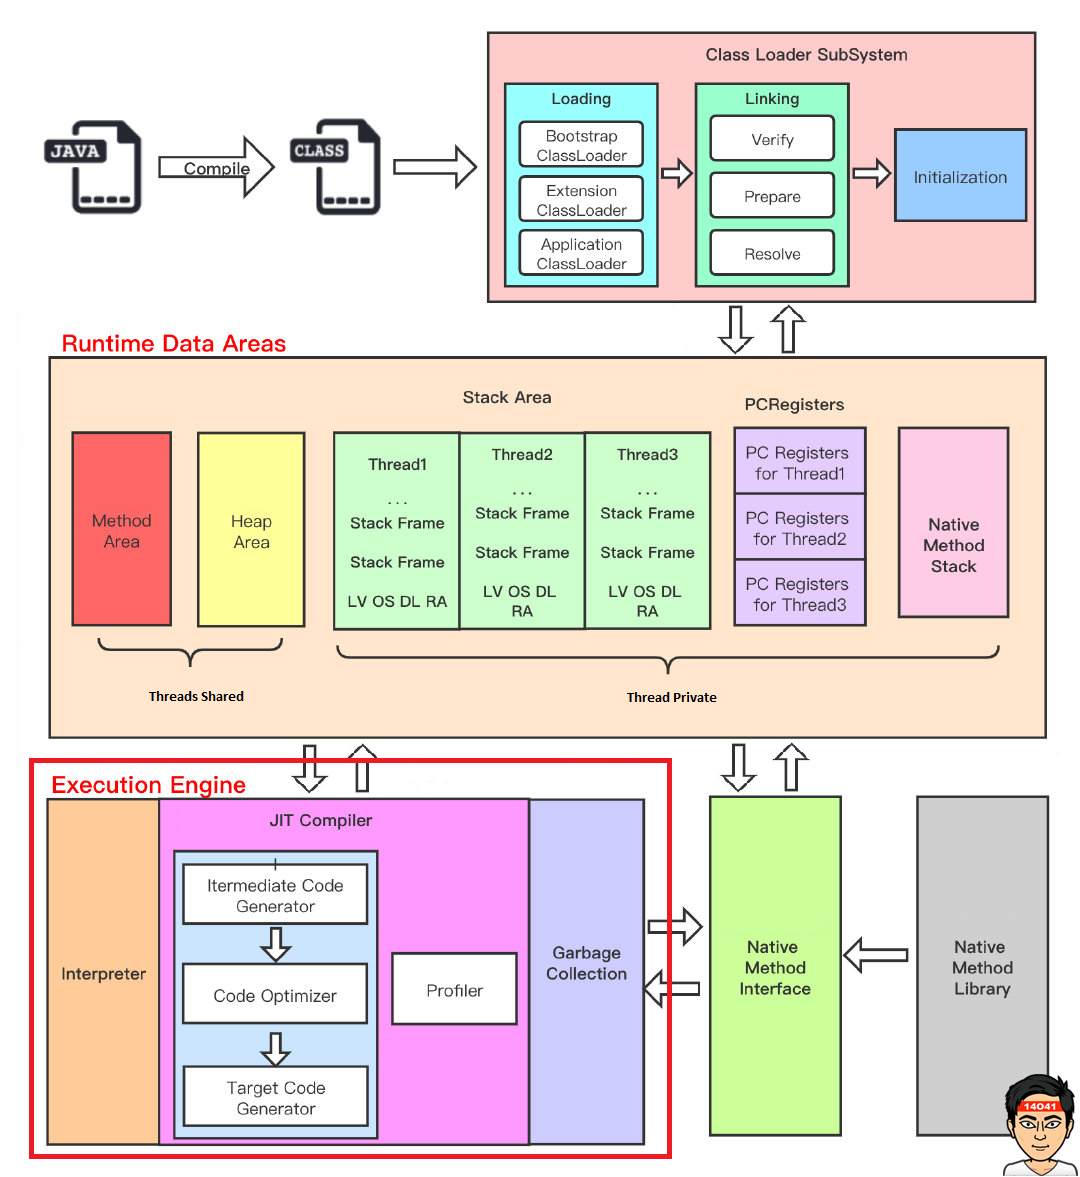 Class Loader SubSystem
JAVA
Compile
CLASS
Loading
Bootstrap
ClassLoader
Extension
ClassLoader
Application
ClassLoader
Linking
Verify
Prepare
Resolve
Initialization
Runtime Data Areas
Stack Area
PCRegisters
Method
Area
Heap
Area
Thread1
...
Stack Frame
Stack Frame
LV OS DL RA
Thread2
...
Stack Frame
Stack Frame
LV OS DL
RA
Thread3
...
Stack Frame
Stack Frame
LV OS DL
RA
PC Registers
for Thread1
PC Registers
for Thread2
PC Registers
for Thread3
Native
Method
Stack
Threads Shared
Thread Private
Execution Engine
Interpreter
JIT Compiler
Itermediate Code
Generator
Code Optimizer
Target Code
Generator
Profiler
Garbage
Collection
Native
Method
Interface
Native
Method
Library
14041